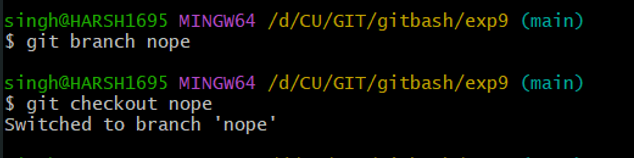 singh@HARSH1695 MINGW64 /d/CU/GIT/gitbash/exp9 (main)
$ git branch nope
singh@HARSH1695 MINGW64 /d/CU/GIT/gitbash/exp9 (main)
$ git checkout nope
Switched to branch 'nope'